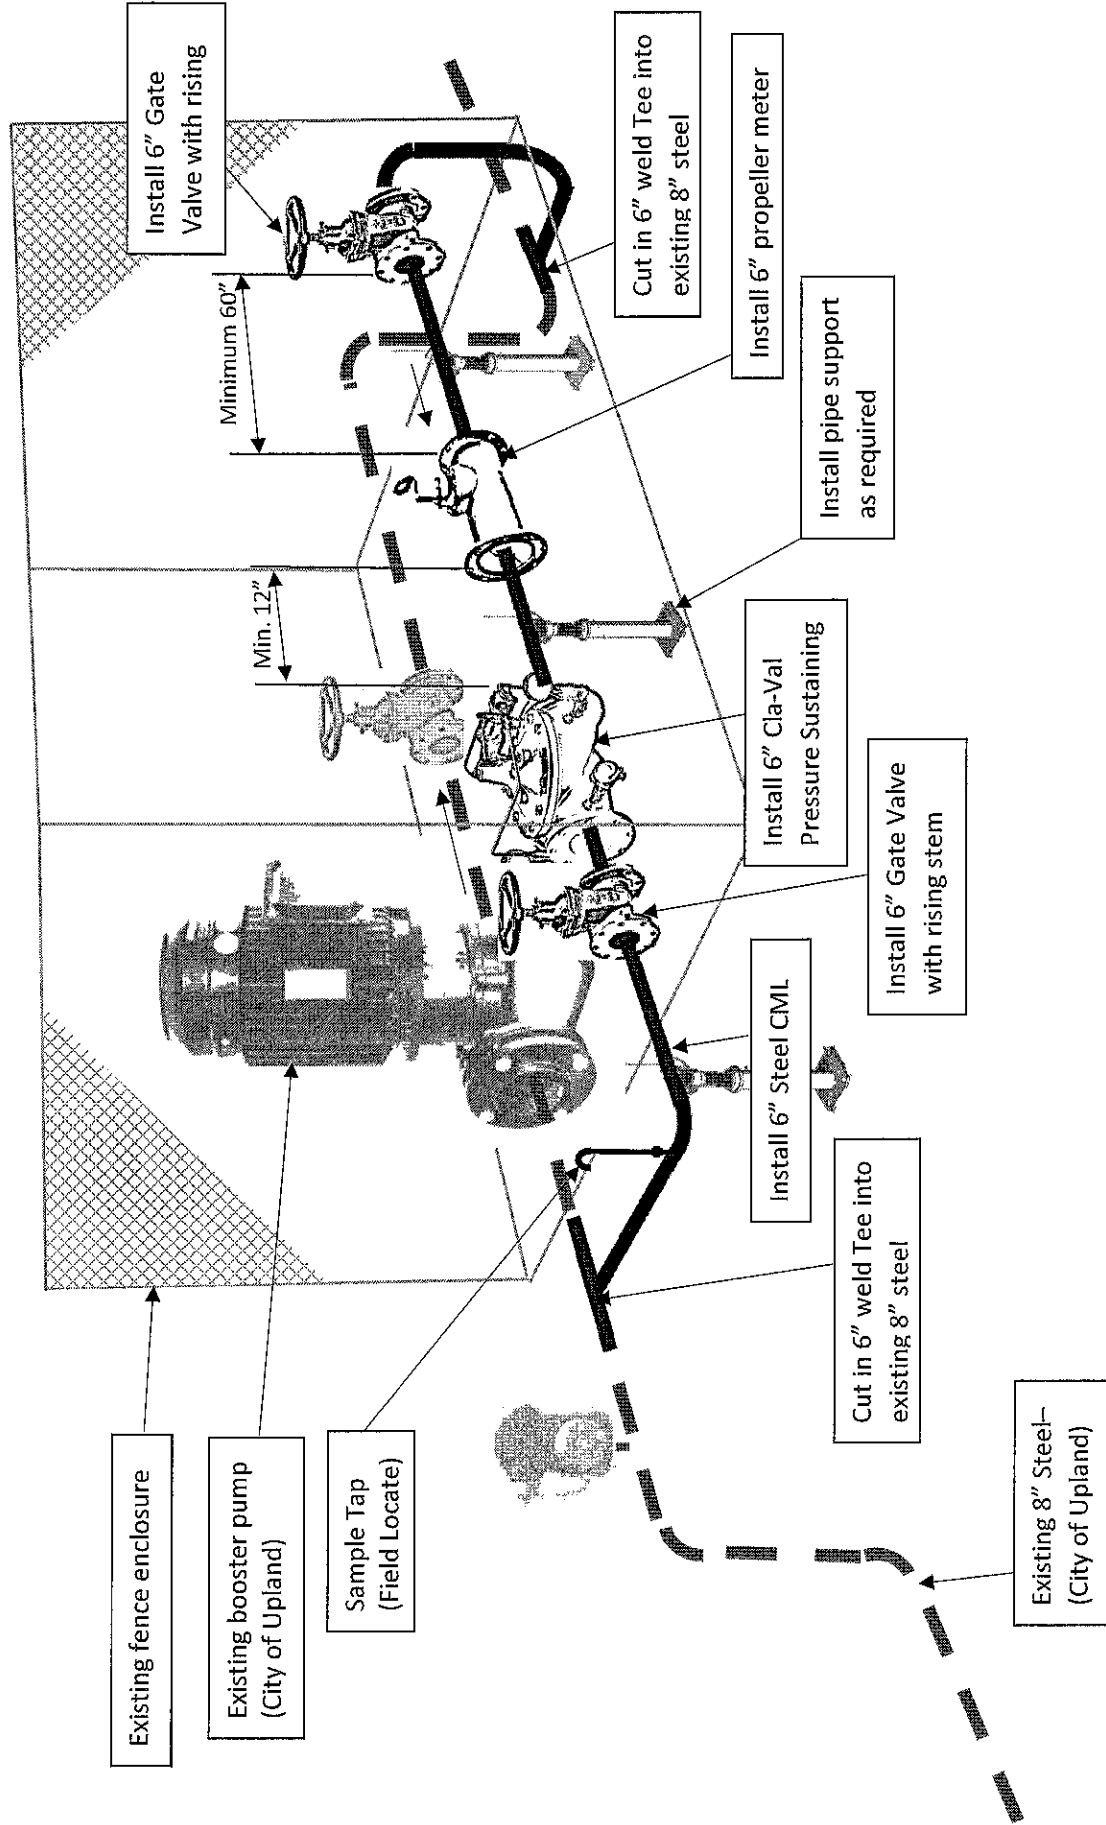 Existing fence enclosure
Existing booster pump
(City of Upland)
Sample Tap
(Field Locate)
Install 6” Gate
Valve with rising
Minimum 60”
Min. 12”
Cut in 6” weld Tee into
existing 8” steel
Install 6” propeller meter
Install pipe support
as required
Install 6” Cla-Val
Pressure Sustaining
Install 6” Gate Valve
with rising stem
Install 6” Steel CML
Cut in 6” weld Tee into
existing 8” steel
Existing 8” Steel–
(City of Upland)